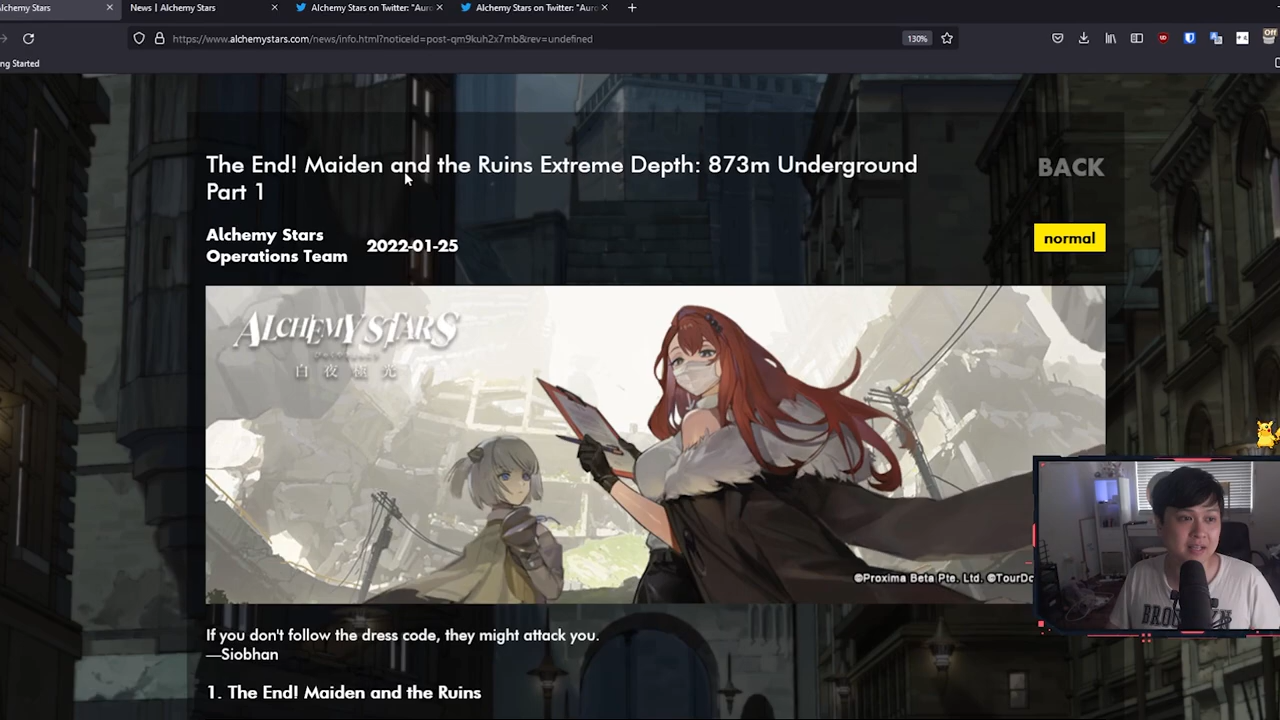 Alchemy Stars
News | Alchemy Stars
Alchemy Stars on Twitter: "Auro
Alchemy Stars on Twitter: "Auro
https://www.alchemystars.com/news/info.html?noticeId=post-qm9kuh2x7mb&rev=undefined
130%
Off
ng Started
The End! Maiden and the Ruins Extreme Depth: 873m Underground
Part 1
BACK
Alchemy Stars
Operations Team
2022-01-25
normal
ALCHEMY STARS
白夜極光
©Proxima Beta Pte. Ltd. ©TourDo
If you don't follow the dress code, they might attack you.
—Siobhan
1. The End! Maiden and the Ruins